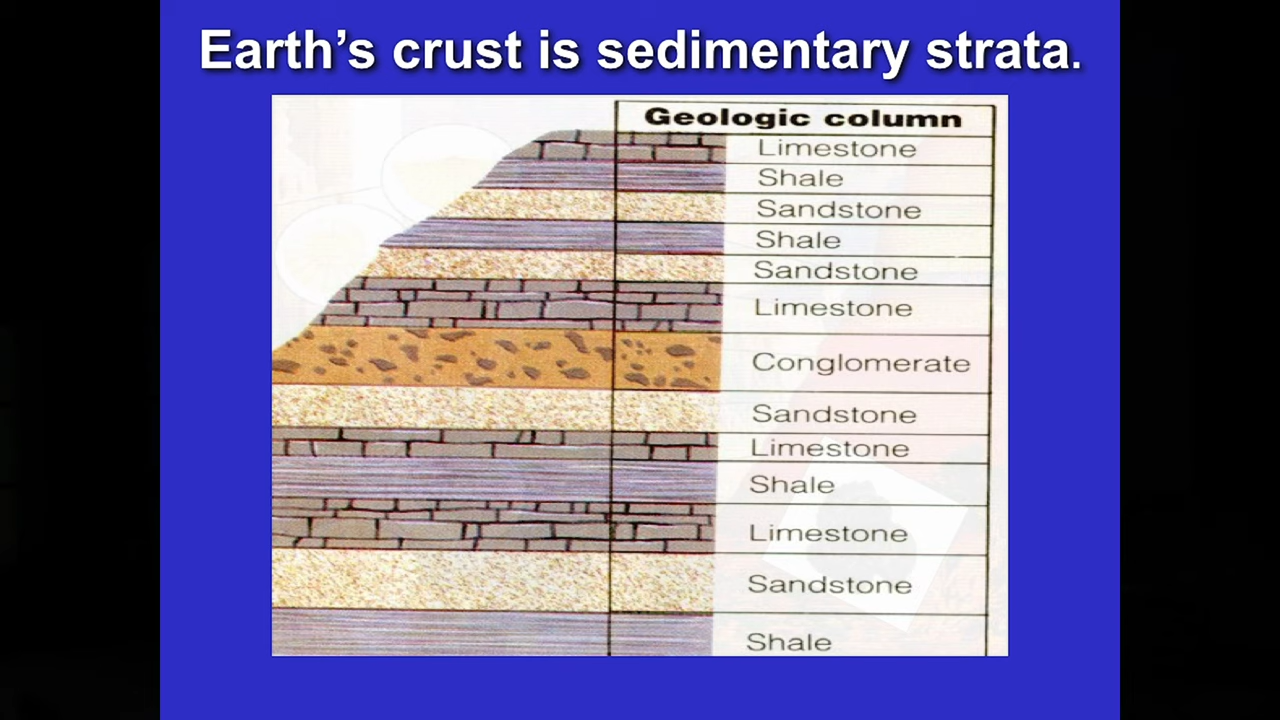 Earth's crust is sedimentary strata.
Geologic column
Limestone
Shale
Sandstone
Shale
Sandstone
Limestone
Conglomerate
Sandstone
Limestone
Shale
Limestone
Sandstone
Shale